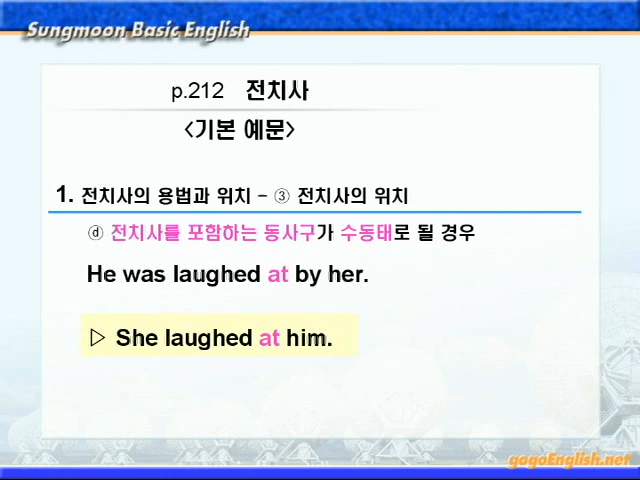 Sungmoon Basic English
p.212 전치사
<기본 예문>
1. 전치사의 용법과 위치 - ③ 전치사의 위치
ⓓ 전치사를 포함하는 동사구가 수동태로 될 경우
He was laughed at by her.
▷ She laughed at him.
gogoEnglish.net